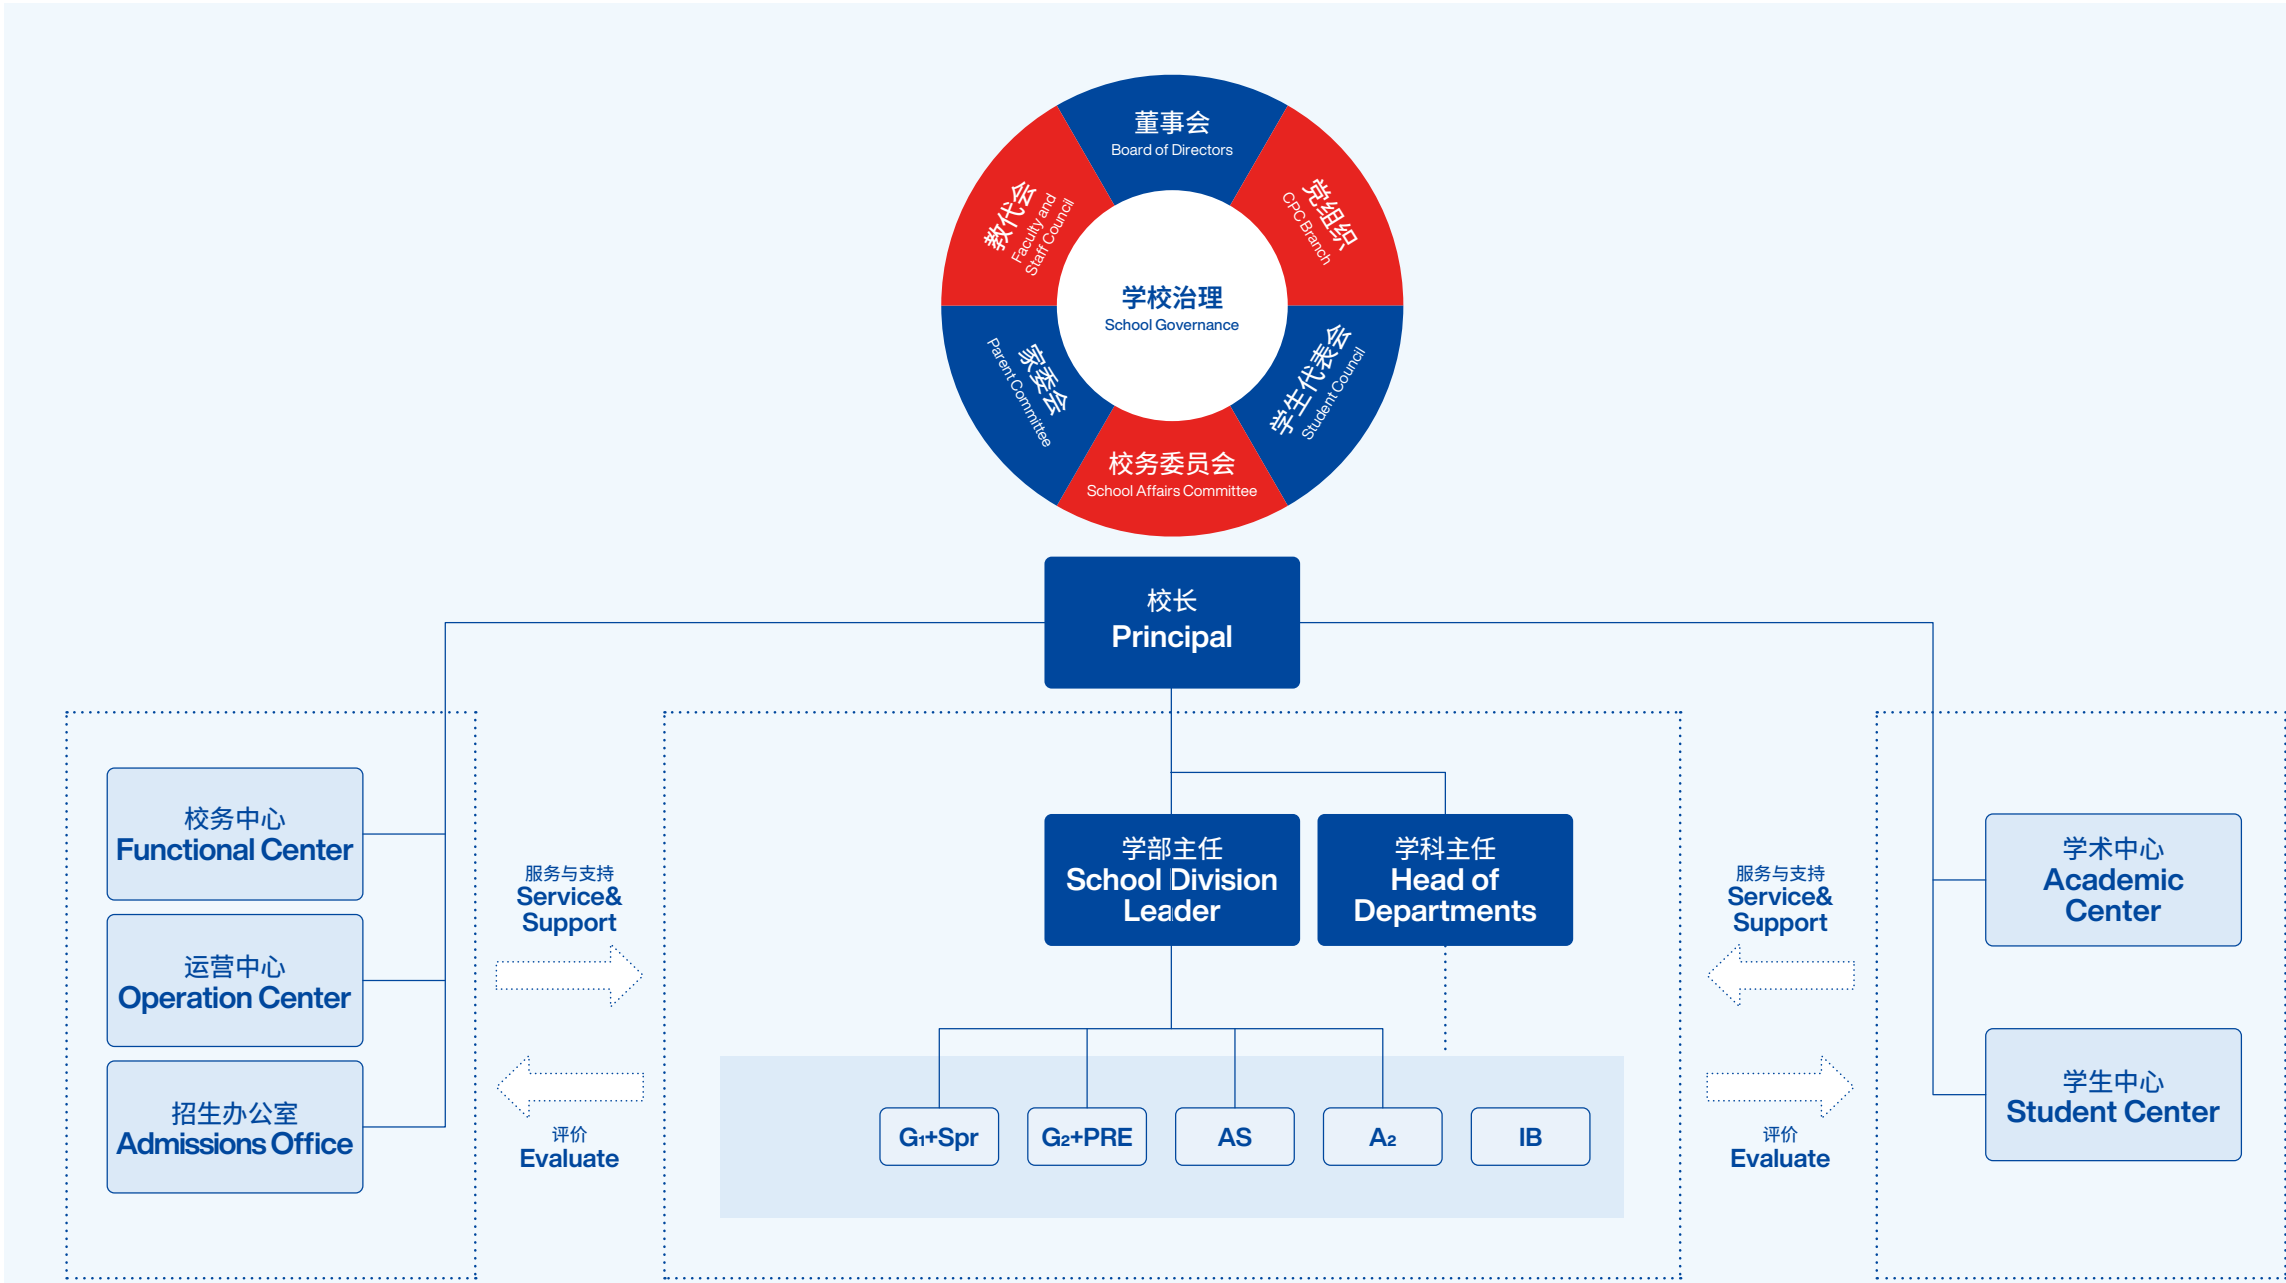 董事会
Board of Directors
党组织
CPC Branch
教代会
Faculty and
Staff Council
学校治理
School Governance
家委会
Parent Committee
学生代表会
Student Council
校务委员会
School Affairs Committee
校长
Principal
校务中心
Functional Center
运营中心
Operation Center
招生办公室
Admissions Office
服务与支持
Service&
Support
评价
Evaluate
学部主任
School Division
Leader
学科主任
Head of
Departments
G₁+Spr
G₂+PRE
AS
A₂
IB
服务与支持
Service&
Support
评价
Evaluate
学术中心
Academic
Center
学生中心
Student Center